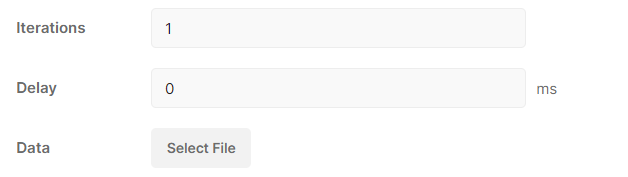 Iterations 1
Delay 0 ms
Data Select File